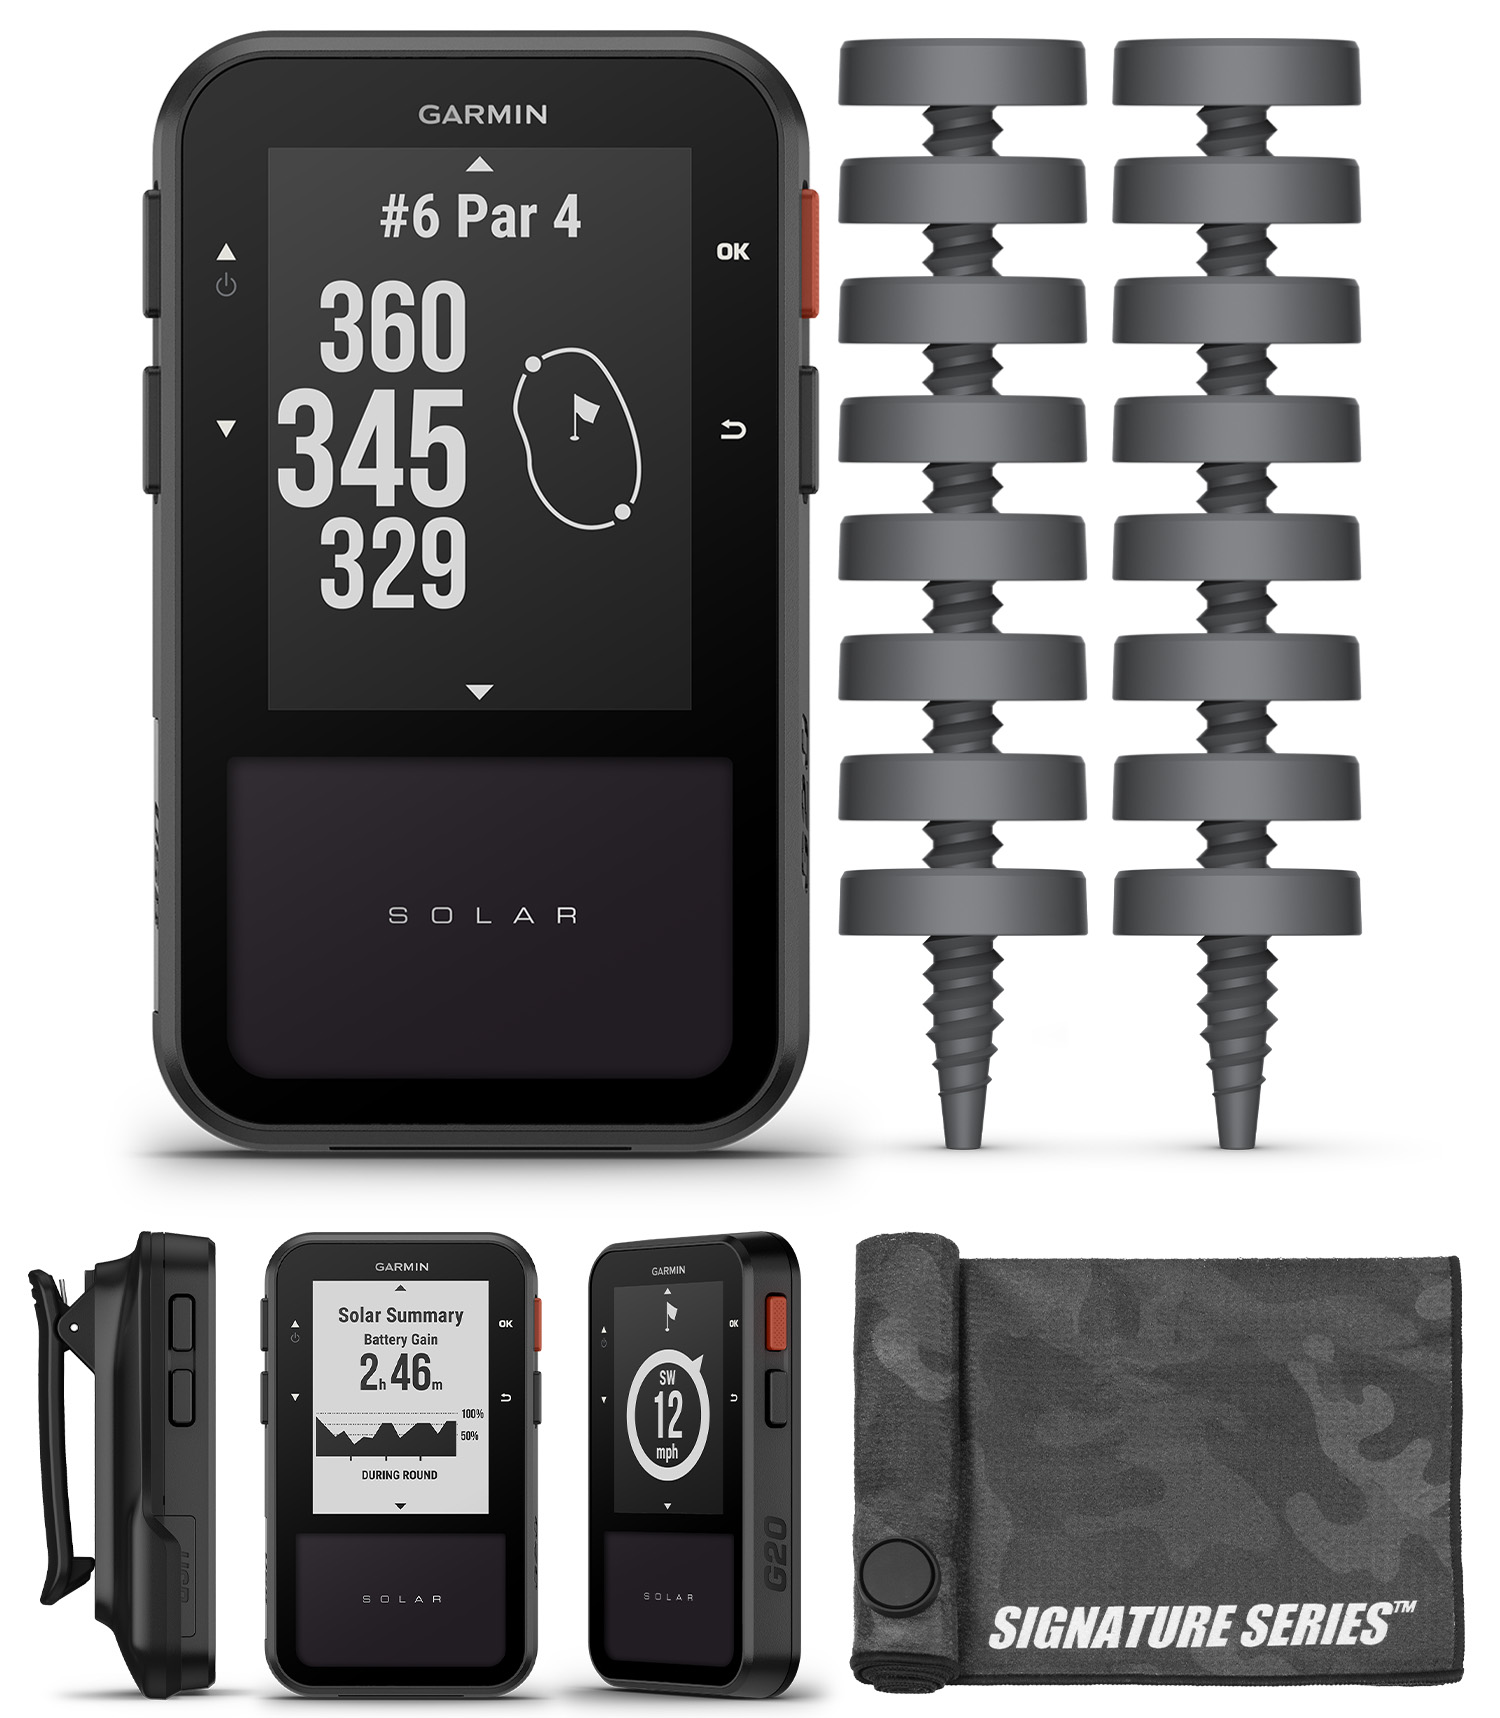 GARMIN
#6 Par 4
OK
360
345
329
SOLAR
GARMIN
Solar Summary
Battery Gain
2h 46m
100%
50%
DURING ROUND
OK
SOLAR
GARMIN
OK
SW
12
mph
SOLAR
G20
USB
SIGNATURE SERIES™